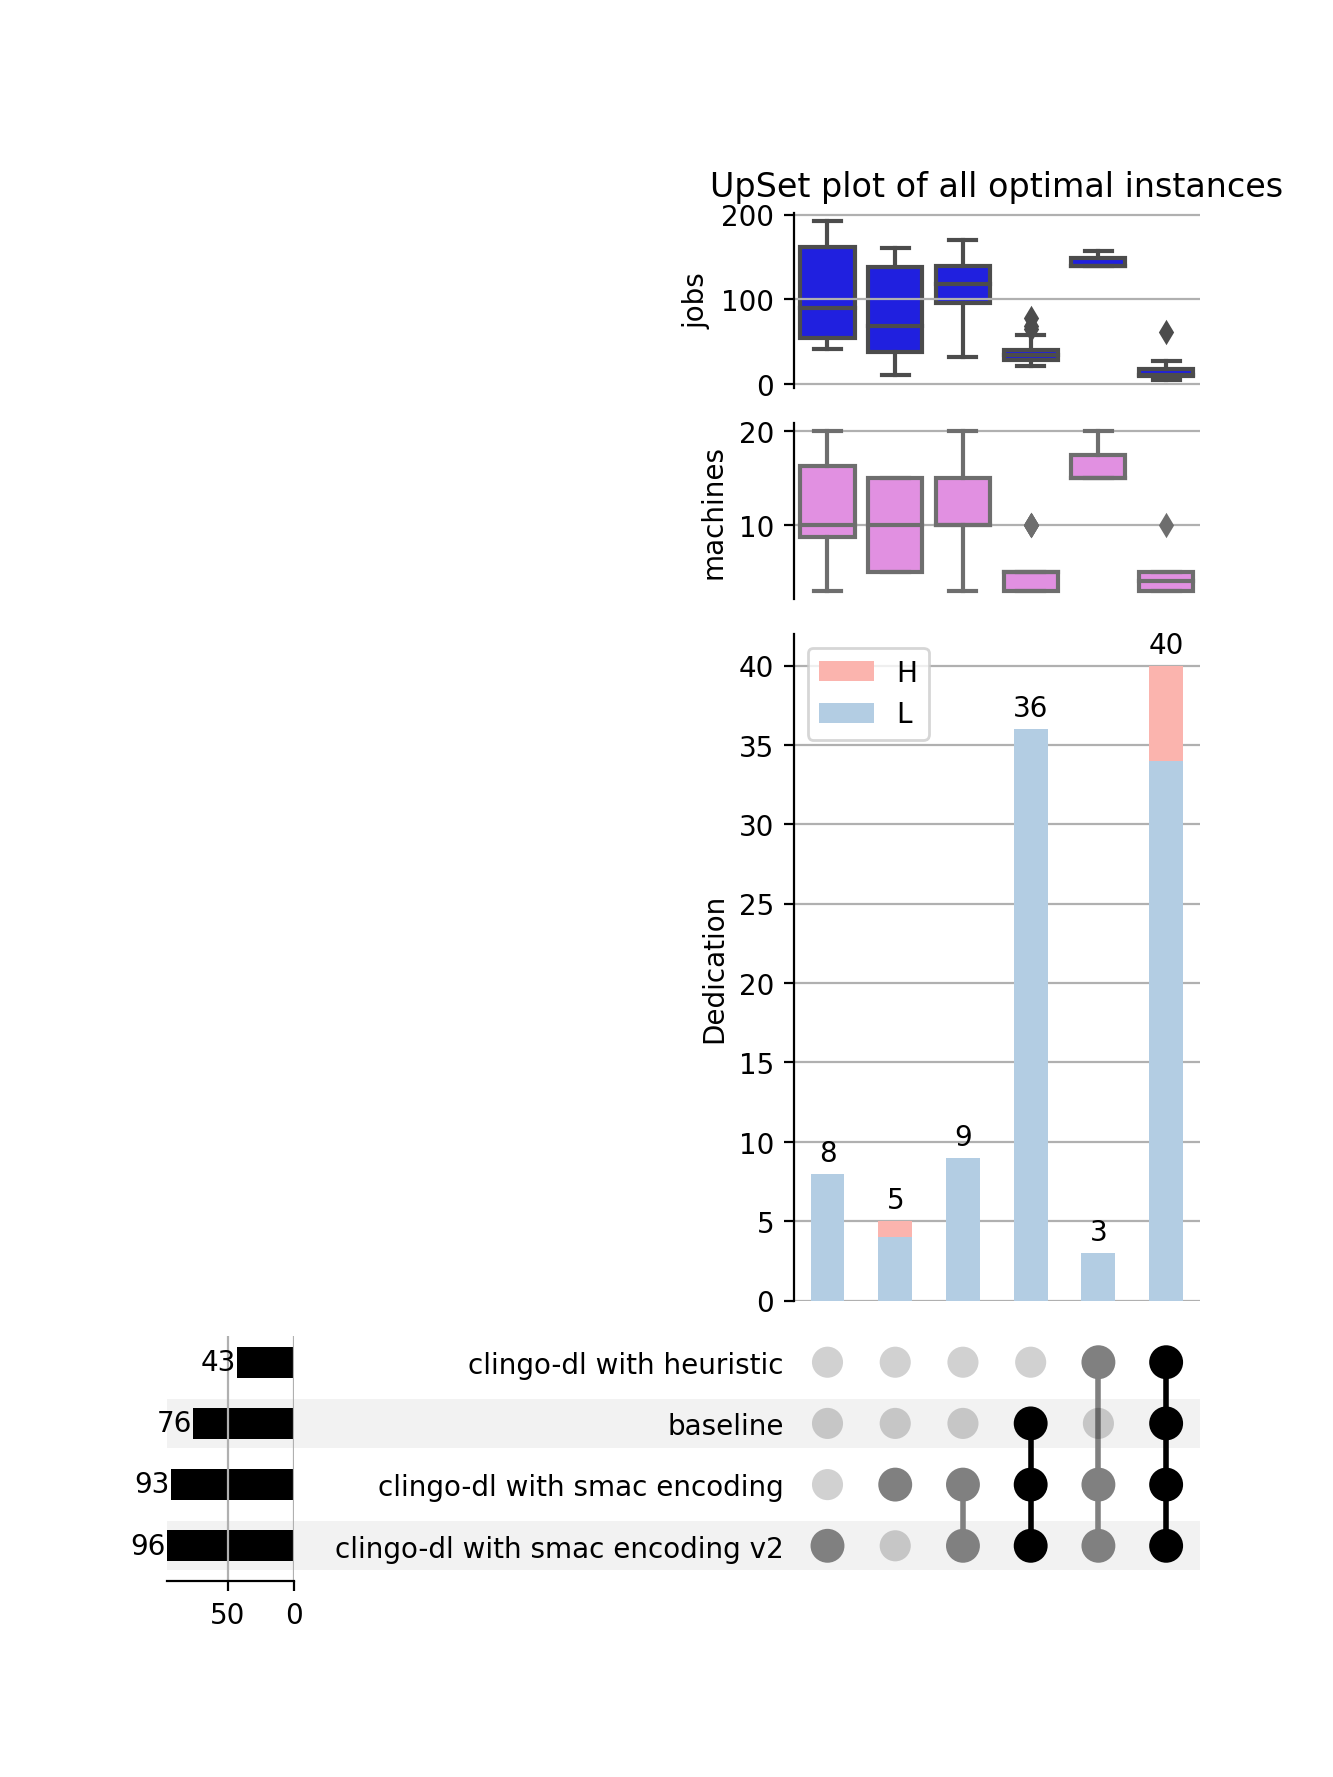 UpSet plot of all optimal instances
200
100
0
jobs
20
10
machines
40
35
30
25
20
15
10
5
0
Dedication
H
L
8
5
9
36
3
40
43
clingo-dl with heuristic
76
baseline
93
clingo-dl with smac encoding
96
clingo-dl with smac encoding v2
50
0